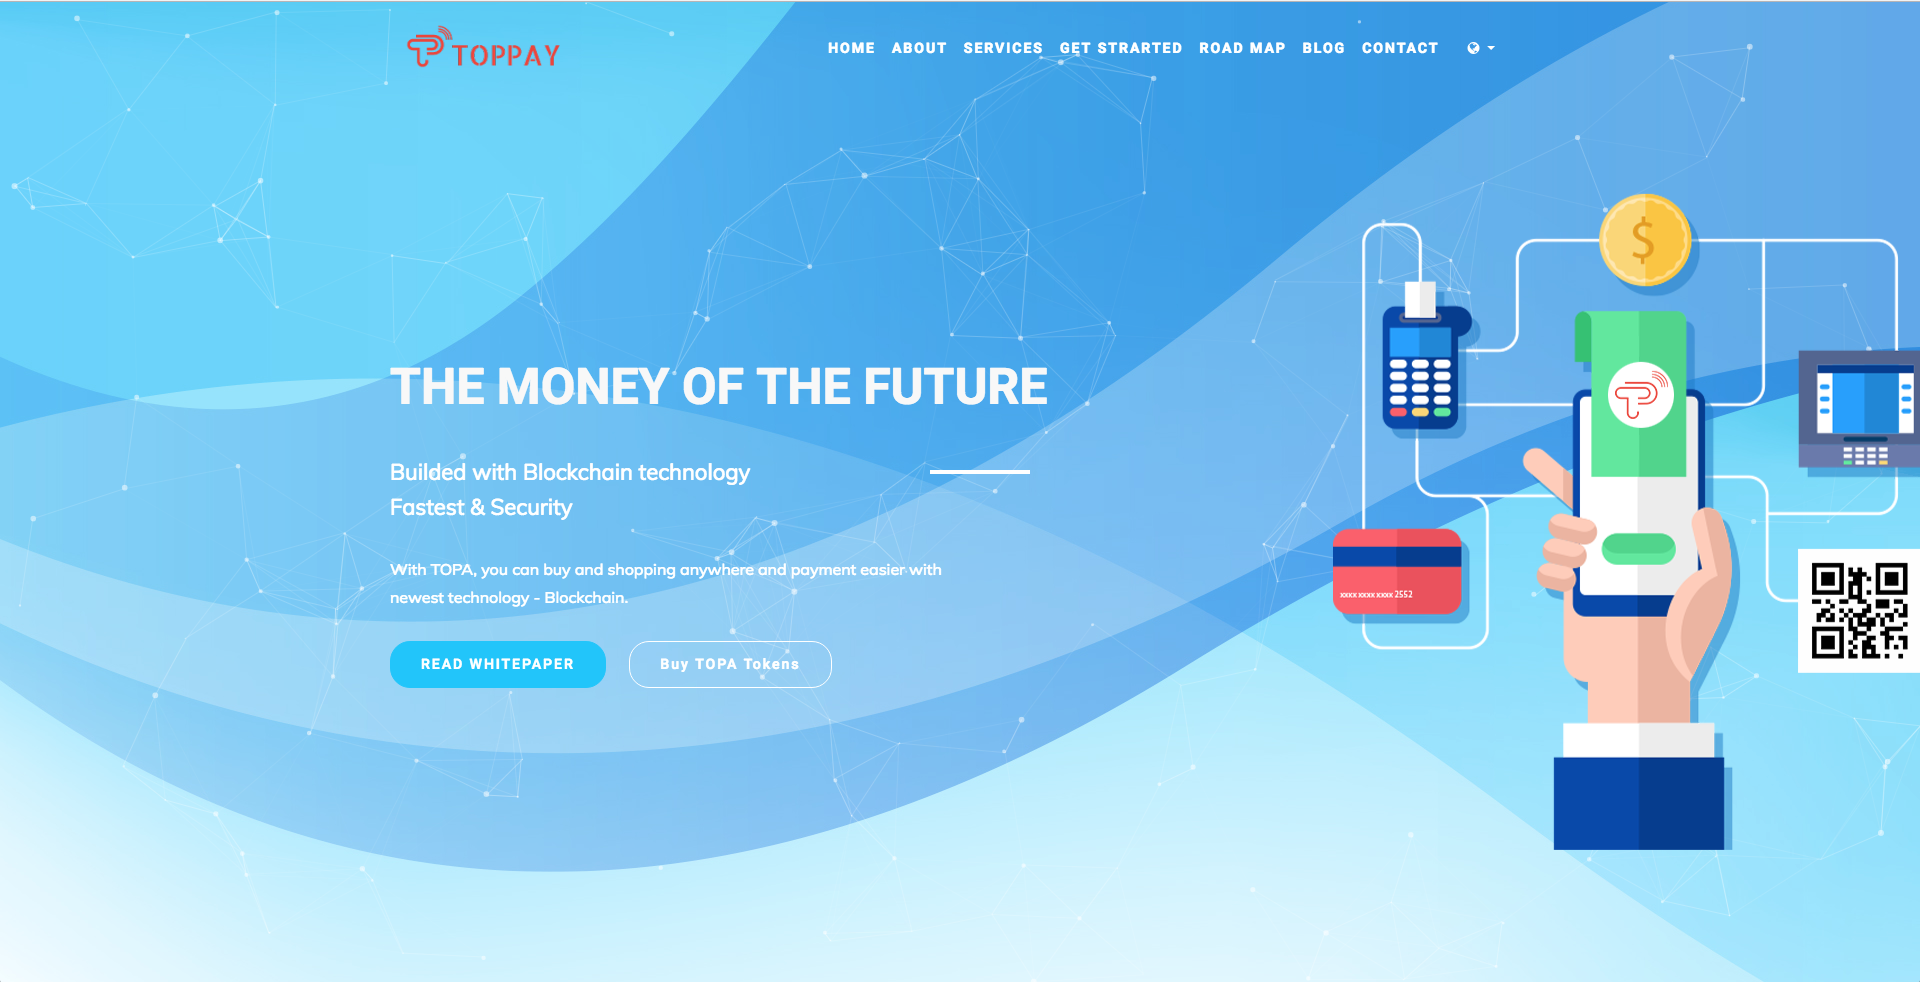 TOPPAY
HOME ABOUT SERVICES GET STRARTED ROAD MAP BLOG CONTACT
$
THE MONEY OF THE FUTURE
Builded with Blockchain technology
Fastest & Security
With TOPA, you can buy and shopping anywhere and payment easier with
newest technology - Blockchain.
xxxx xxxx xxxx 2552
READ WHITEPAPER Buy TOPA Tokens